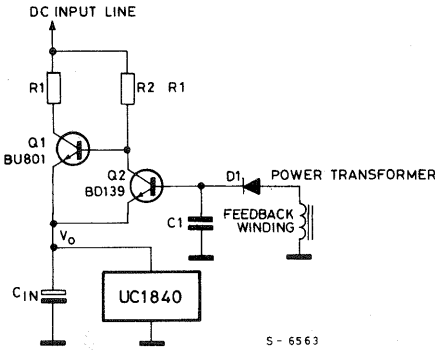 DC INPUT LINE
R1
R2 R1
Q1
BU801
Q2
BD139
D1
POWER TRANSFORMER
C1
FEEDBACK
WINDING
Vo
CIN
UC1840
S-6563